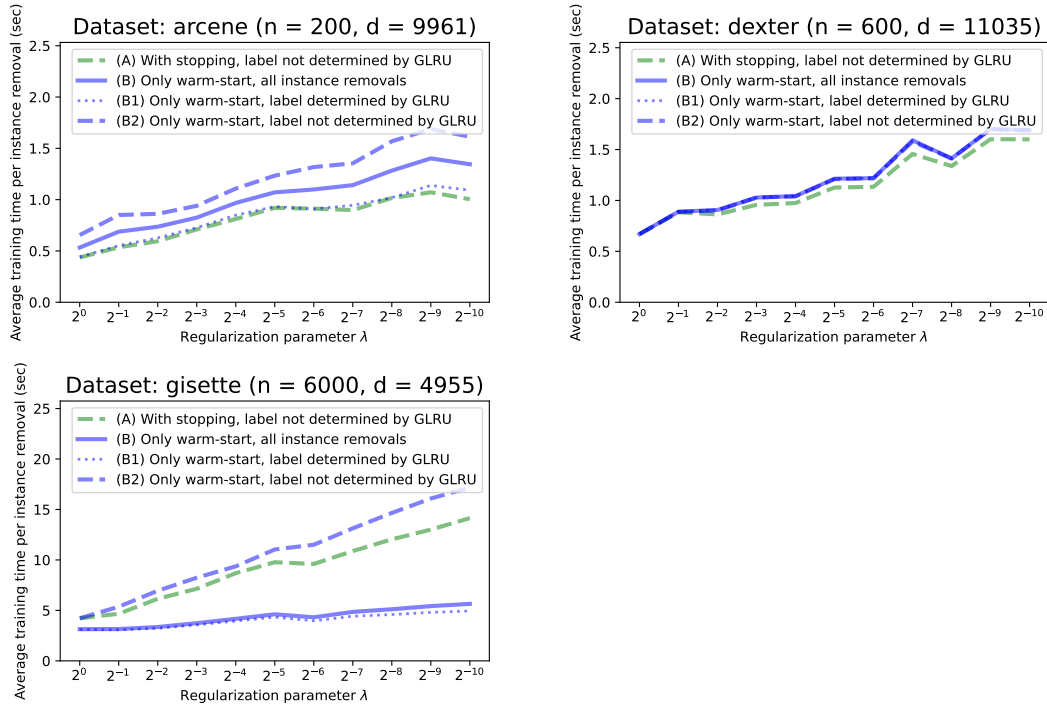 Dataset: arcene (n = 200, d = 9961)
Average training time per instance removal (sec)
2.5
2.0
1.5
1.0
0.5
0.0
(A) With stopping, label not determined by GLRU
(B) Only warm-start, all instance removals
(B1) Only warm-start, label determined by GLRU
(B2) Only warm-start, label not determined by GLRU
2⁰ 2⁻¹ 2⁻² 2⁻³ 2⁻⁴ 2⁻⁵ 2⁻⁶ 2⁻⁷ 2⁻⁸ 2⁻⁹ 2⁻¹⁰
Regularization parameter λ
Dataset: dexter (n = 600, d = 11035)
Average training time per instance removal (sec)
2.5
2.0
1.5
1.0
0.5
0.0
(A) With stopping, label not determined by GLRU
(B) Only warm-start, all instance removals
(B1) Only warm-start, label determined by GLRU
(B2) Only warm-start, label not determined by GLRU
2⁰ 2⁻¹ 2⁻² 2⁻³ 2⁻⁴ 2⁻⁵ 2⁻⁶ 2⁻⁷ 2⁻⁸ 2⁻⁹ 2⁻¹⁰
Regularization parameter λ
Dataset: gisette (n = 6000, d = 4955)
Average training time per instance removal (sec)
25
20
15
10
5
0
(A) With stopping, label not determined by GLRU
(B) Only warm-start, all instance removals
(B1) Only warm-start, label determined by GLRU
(B2) Only warm-start, label not determined by GLRU
2⁰ 2⁻¹ 2⁻² 2⁻³ 2⁻⁴ 2⁻⁵ 2⁻⁶ 2⁻⁷ 2⁻⁸ 2⁻⁹ 2⁻¹⁰
Regularization parameter λ